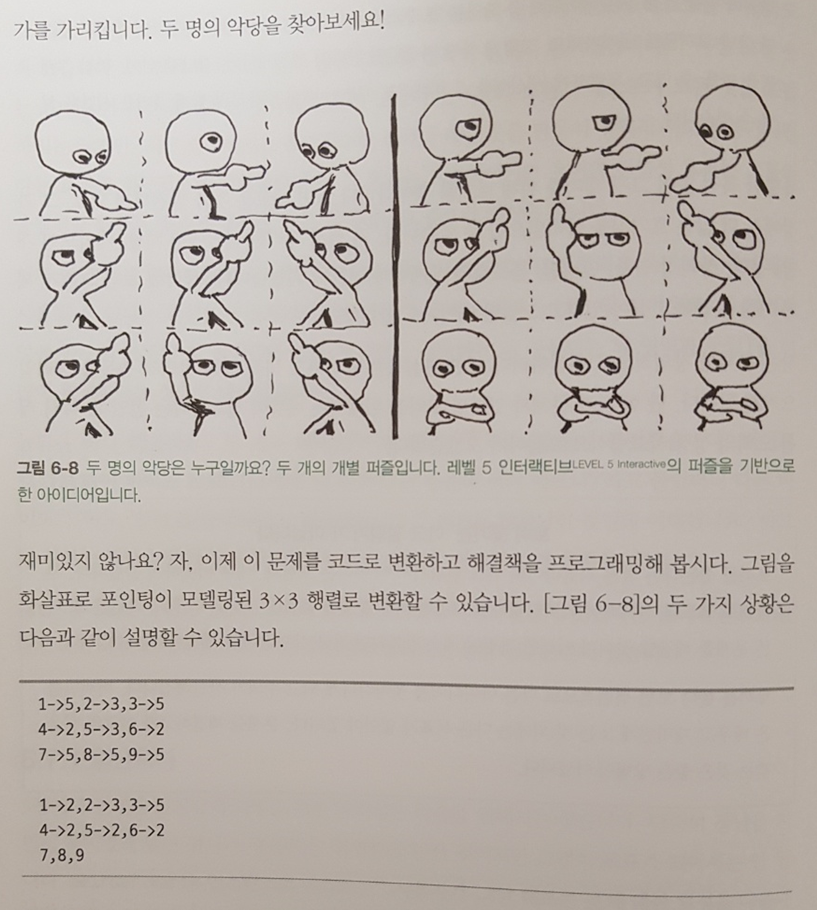 가를 가리킵니다. 두 명의 악당을 찾아보세요!
그림 6-8 두 명의 악당은 누구일까요? 두 개의 개별 퍼즐입니다. 레벨 5 인터랙티브LEVEL 5 Interactive의 퍼즐을 기반으로
한 아이디어입니다.
재미있지 않나요? 자, 이제 이 문제를 코드로 변환하고 해결책을 프로그래밍해 봅시다. 그림을
화살표로 포인팅이 모델링된 3×3 행렬로 변환할 수 있습니다. [그림 6-8]의 두 가지 상황은
다음과 같이 설명할 수 있습니다.
1->5,2->3,3->5
4->2,5->3,6->2
7->5,8->5,9->5
1->2,2->3,3->5
4->2,5->2,6->2
7,8,9